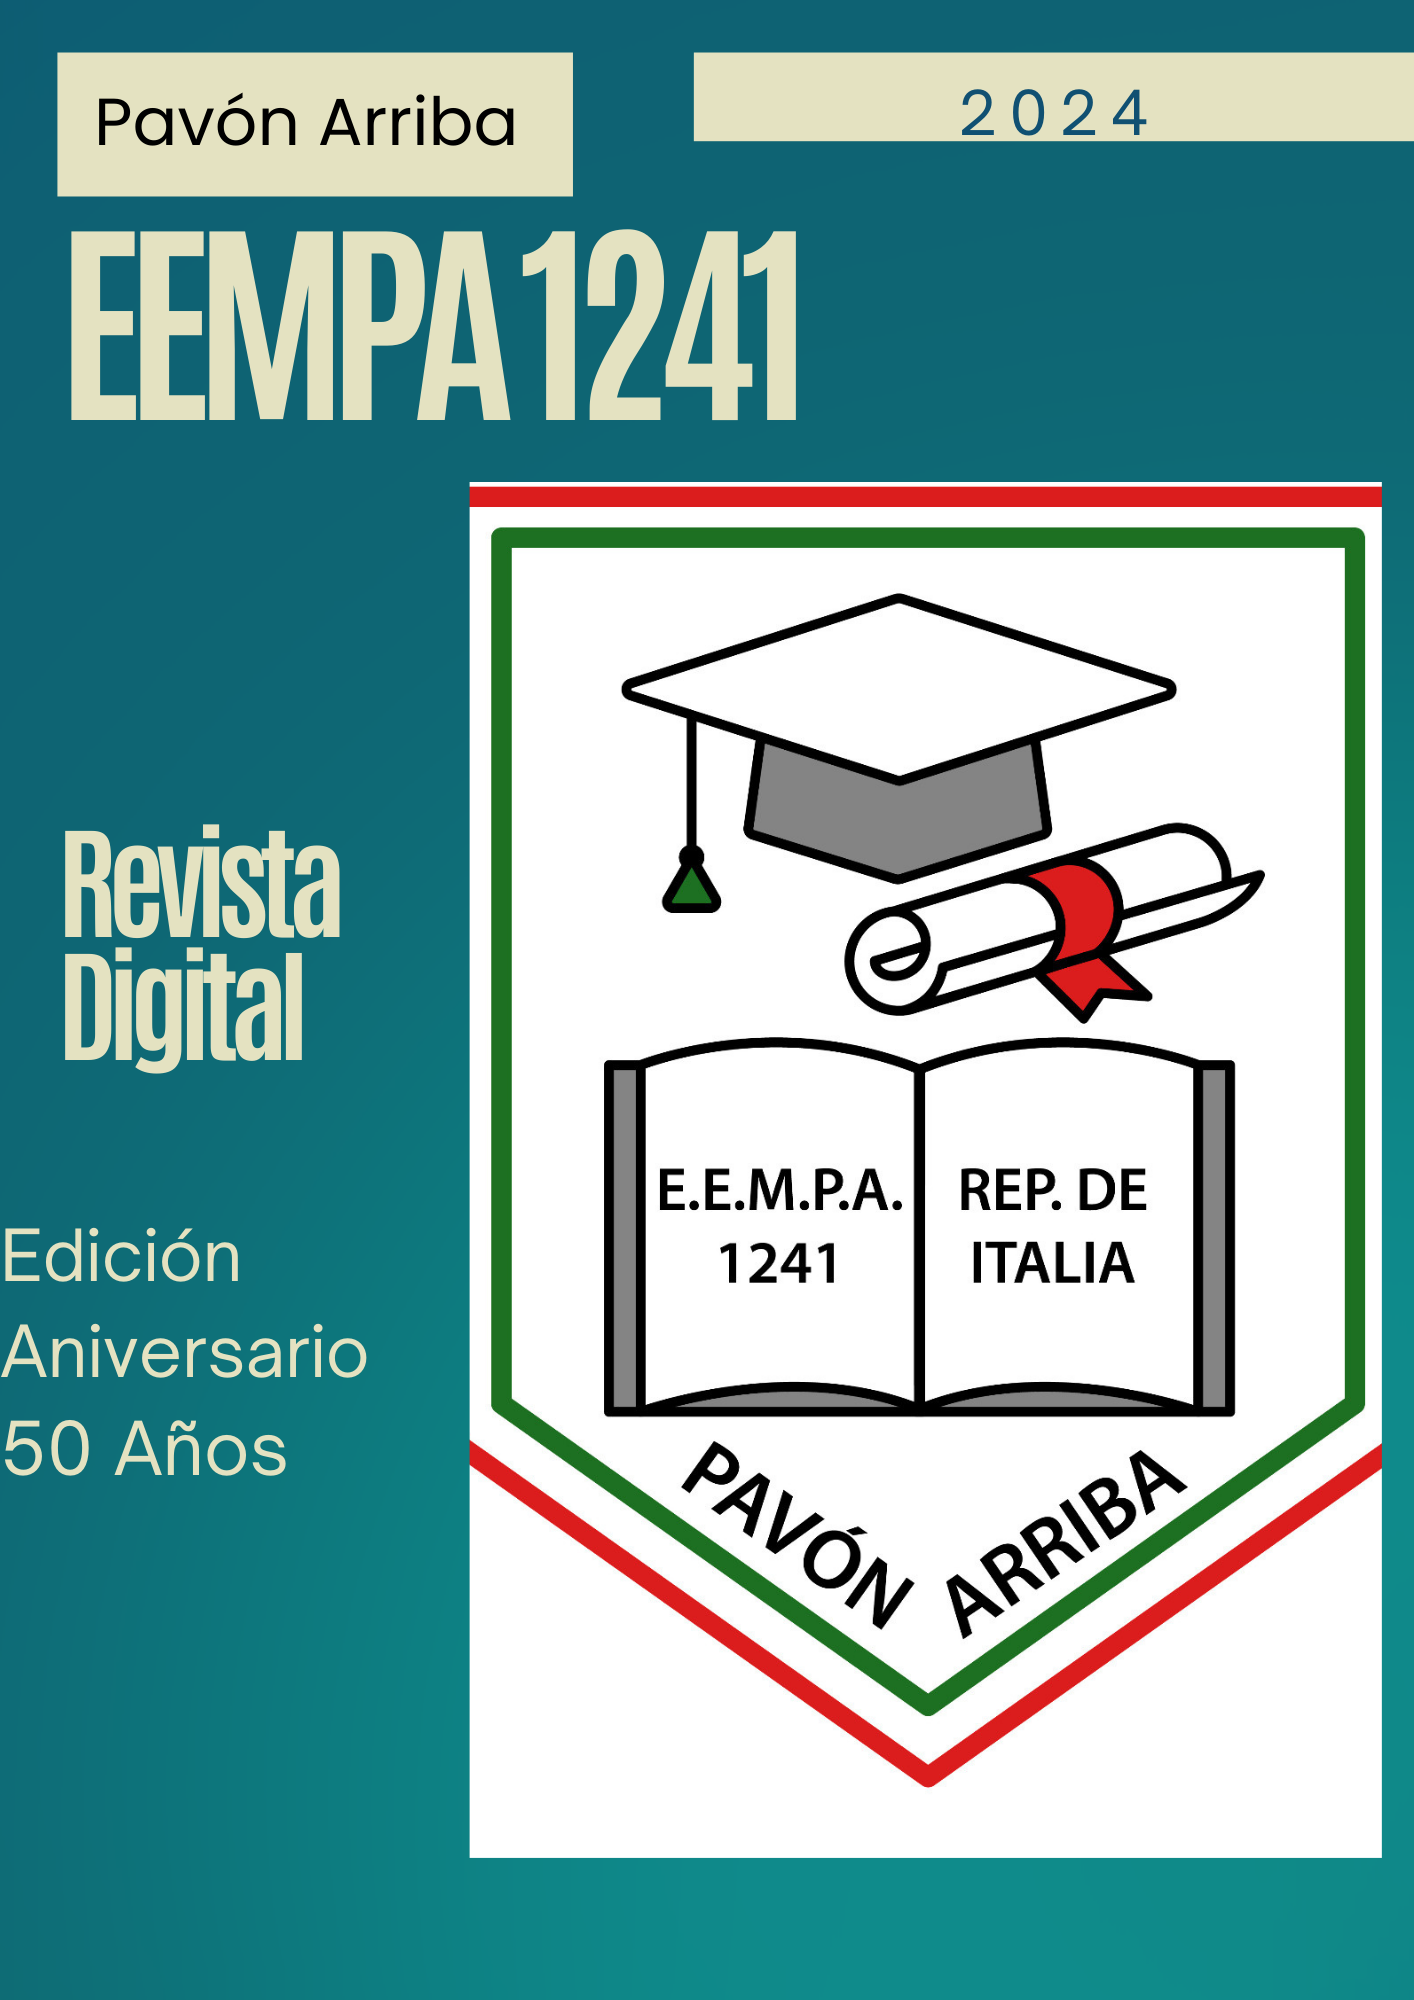 Pavón Arriba
2024
EEMPA 1241
Revista
Digital
Edición
Aniversario
50 Años
E.E.M.P.A.
1241
REP. DE
ITALIA
PAVÓN ARRIBA